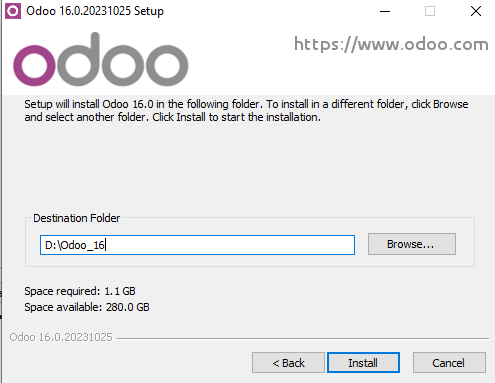 Odoo 16.0.20231025 Setup
odoo
https://www.odoo.com
Setup will install Odoo 16.0 in the following folder. To install in a different folder, click Browse
and select another folder. Click Install to start the installation.
Destination Folder
D:\Odoo_16
Browse...
Space required: 1.1 GB
Space available: 280.0 GB
Odoo 16.0.20231025
< Back
Install
Cancel